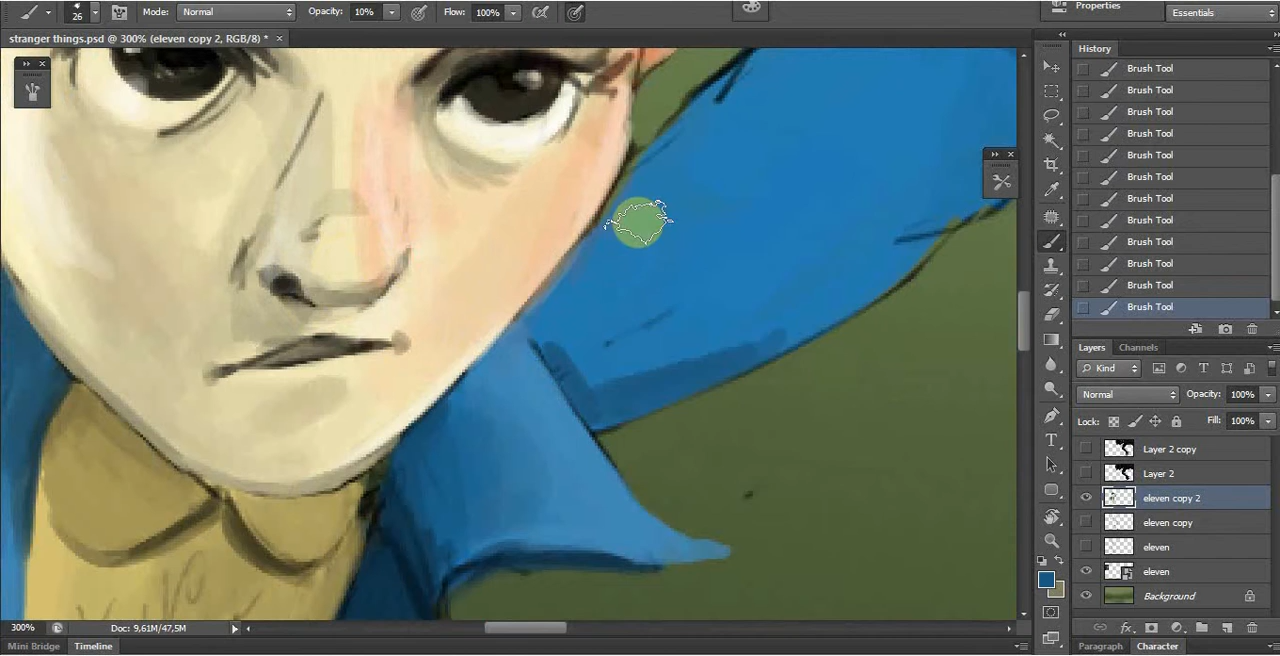 26
Mode: Normal
Opacity: 10%
Flow: 100%
Properties
Essentials
stranger things.psd @ 300% (eleven copy 2, RGB/8) * ×
History
Brush Tool
Brush Tool
Brush Tool
Brush Tool
Brush Tool
Brush Tool
Brush Tool
Brush Tool
Brush Tool
Brush Tool
Brush Tool
Brush Tool
Layers Channels
Kind
Normal Opacity: 100%
Lock: Fill: 100%
Layer 2 copy
Layer 2
eleven copy 2
eleven copy
eleven
eleven
Background
fx
300% Doc: 9,61M/47,5M
Mini Bridge Timeline
Paragraph Character